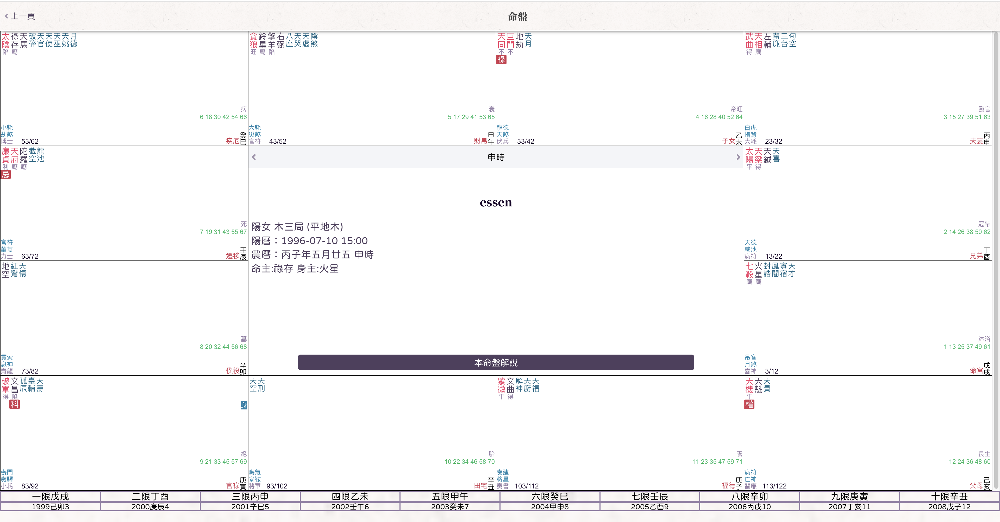 上一頁
命盤
太陰 祿存 天馬 破碎 天官 天使 天巫 天姚 月德
陷 廟
病
6 18 30 42 54 66
小耗
劫煞
博士 53/62 疾厄 癸巳
貪狼 鈴星 擎羊 右弼 八座 天哭 天虛 陰煞
旺 廟 陷
衰
5 17 29 41 53 65
大耗
災煞
官符 43/52 財帛 甲午
天同 巨門 地劫 天月
不 不
祿
帝旺
4 16 28 40 52 64
龍德
天煞
伏兵 33/42 子女 乙未
武曲 天相 左輔 蜚廉 三台 旬空
得 廟
臨官
3 15 27 39 51 63
白虎
指背
大耗 23/32 夫妻 丙申
廉貞 天府 陀羅 截空 龍池
利 廟 廟
忌
死
7 19 31 43 55 67
官符
華蓋
力士 63/72 遷移 壬辰
申時
essen
陽女 木三局 (平地木)
陽曆：1996-07-10 15:00
農曆：丙子年五月廿五 申時
命主:祿存 身主:火星
本命盤解說
太陽 天梁 天鉞 天喜
平 得
冠帶
2 14 26 38 50 62
天德
咸池
病符 13/22 兄弟 丁酉
地空 紅鸞 天傷
墓
8 20 32 44 56 68
貫索
息神
青龍 73/82 僕役 辛卯
七殺 火星 封誥 鳳閣 寡宿 天才
廟 廟
沐浴
1 13 25 37 49 61
吊客
月煞
喜神 3/12 命宮 戊戌
破軍 文昌 孤辰 臺輔 天壽
得 陷
科
身
絕
9 21 33 45 57 69
喪門
歲驛
小耗 83/92 官祿 庚寅
天空 天刑
胎
10 22 34 46 58 70
晦氣
攀鞍
將軍 93/102 田宅 辛丑
紫微 文曲 解神 天廚 天福
平 得
養
11 23 35 47 59 71
歲建
將星
奏書 103/112 福德 庚子
天機 天魁 天貴
平
權
長生
12 24 36 48 60
病符
亡神
蜚廉 113/122 父母 己亥
一限戊戌 二限丁酉 三限丙申 四限乙未 五限甲午 六限癸巳 七限壬辰 八限辛卯 九限庚寅 十限辛丑
1999己卯3 2000庚辰4 2001辛巳5 2002壬午6 2003癸未7 2004甲申8 2005乙酉9 2006丙戌10 2007丁亥11 2008戊子12